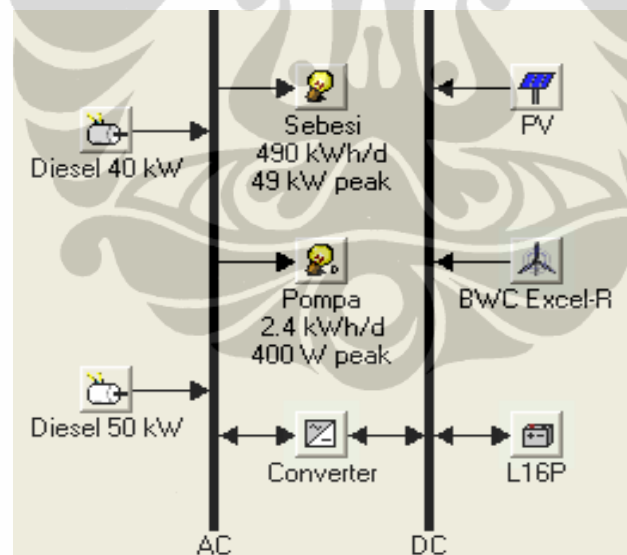 Sebesi
490 kWh/d
49 kW peak
PV
Diesel 40 kW
Pompa
2.4 kWh/d
400 W peak
BWC Excel-R
Diesel 50 kW
Converter
L16P
AC
DC